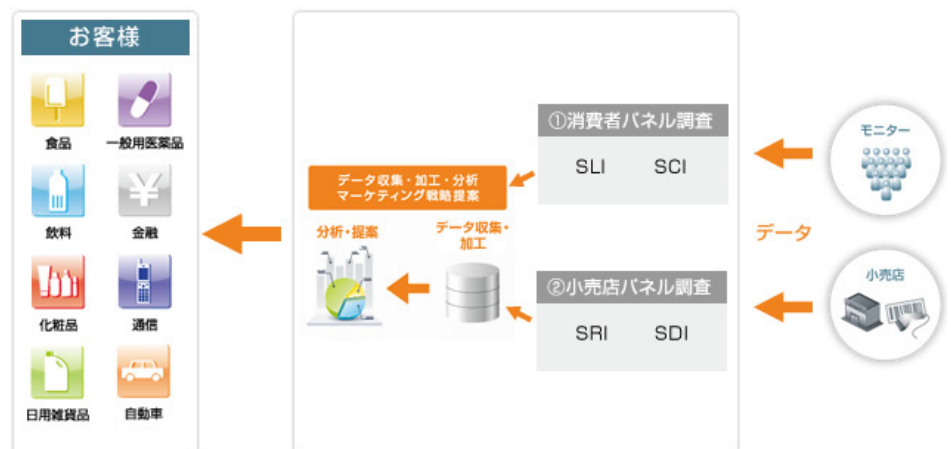 お客様
食品
一般用医薬品
飲料
金融
化粧品
通信
日用雑貨品
自動車
データ収集・加工・分析
マーケティング戦略提案
分析・提案
データ収集・
加工
①消費者パネル調査
SLI SCI
②小売店パネル調査
SRI SDI
モニター
データ
小売店